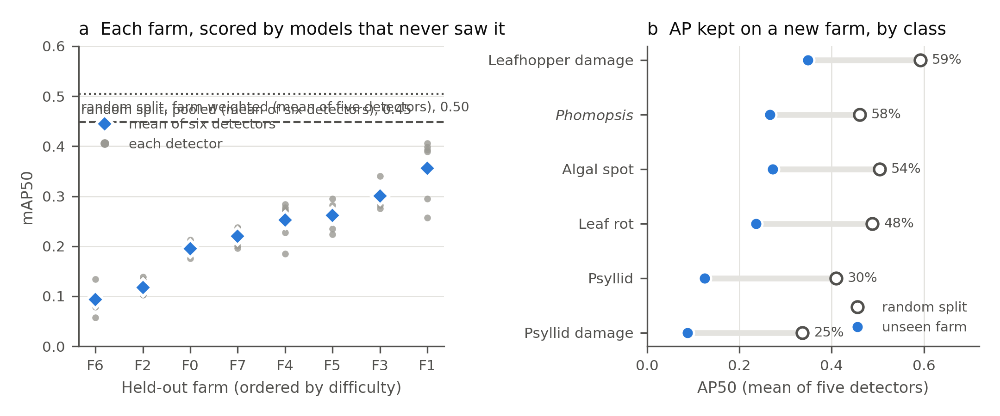 a Each farm, scored by models that never saw it
0.6
0.5
0.4
0.3
0.2
0.1
0.0
mAP50
random split, farm-weighted (mean of five detectors), 0.50
random split, pooled (mean of six detectors), 0.45
mean of six detectors
each detector
F6 F2 F0 F7 F4 F5 F3 F1
Held-out farm (ordered by difficulty)
b AP kept on a new farm, by class
Leafhopper damage 59%
Phomopsis 58%
Algal spot 54%
Leaf rot 48%
Psyllid 30%
Psyllid damage 25%
random split
unseen farm
0.0 0.2 0.4 0.6
AP50 (mean of five detectors)